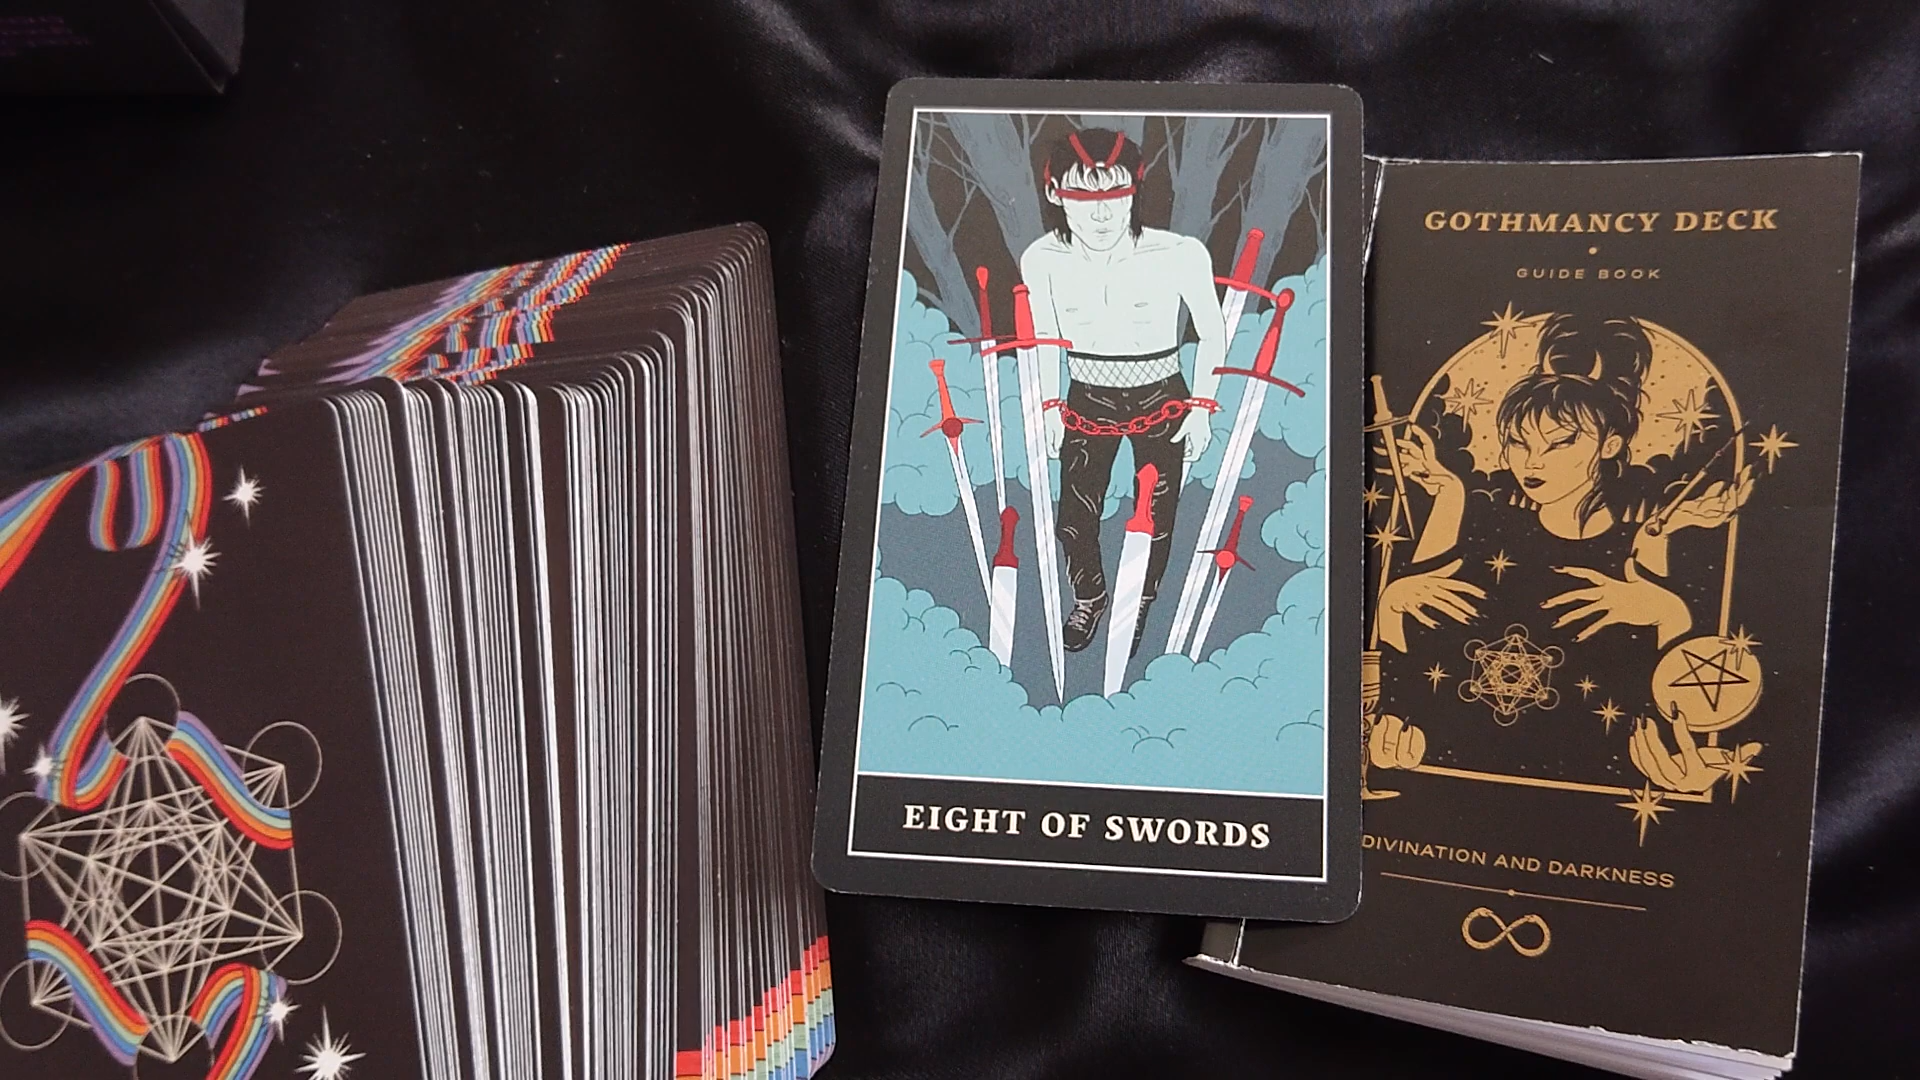 EIGHT OF SWORDS
GOTHMANCY DECK
GUIDE BOOK
DIVINATION AND DARKNESS